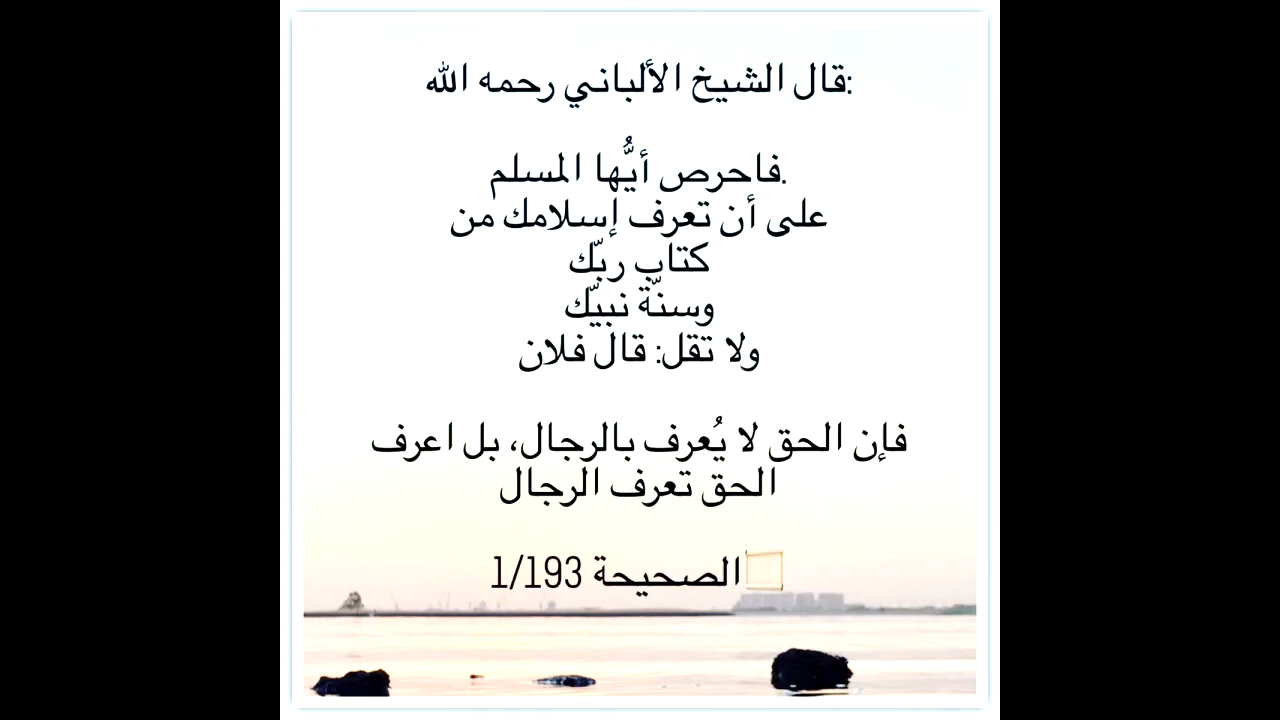 قال الشيخ الألباني رحمه الله:
فاحرص أيُّها المسلم.
على أن تعرف إسلامك من
كتاب ربّك
وسنّة نبيّك
ولا تقل: قال فلان
فإن الحق لا يُعرف بالرجال، بل اعرف
الحق تعرف الرجال
الصحيحة 1/193